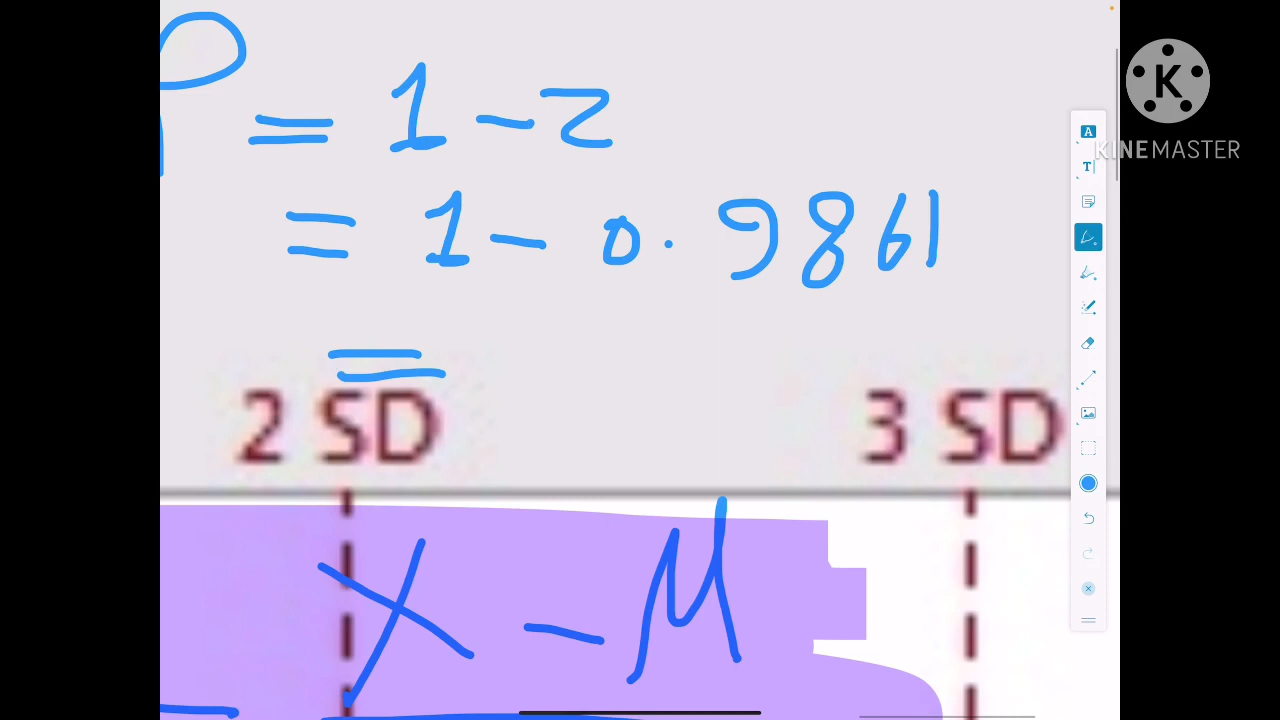 P = 1 - z
= 1 - 0.9861
=
2 SD 3 SD
X - M
A
T
K
KINEMASTER